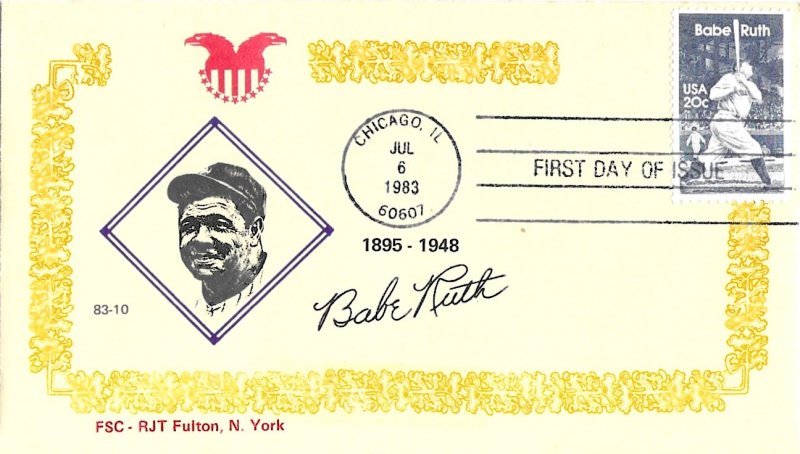 Babe Ruth
USA
20c
CHICAGO, IL
JUL
6
1983
60607
FIRST DAY OF ISSUE
1895 - 1948
Babe Ruth
83-10
FSC - RJT Fulton, N. York